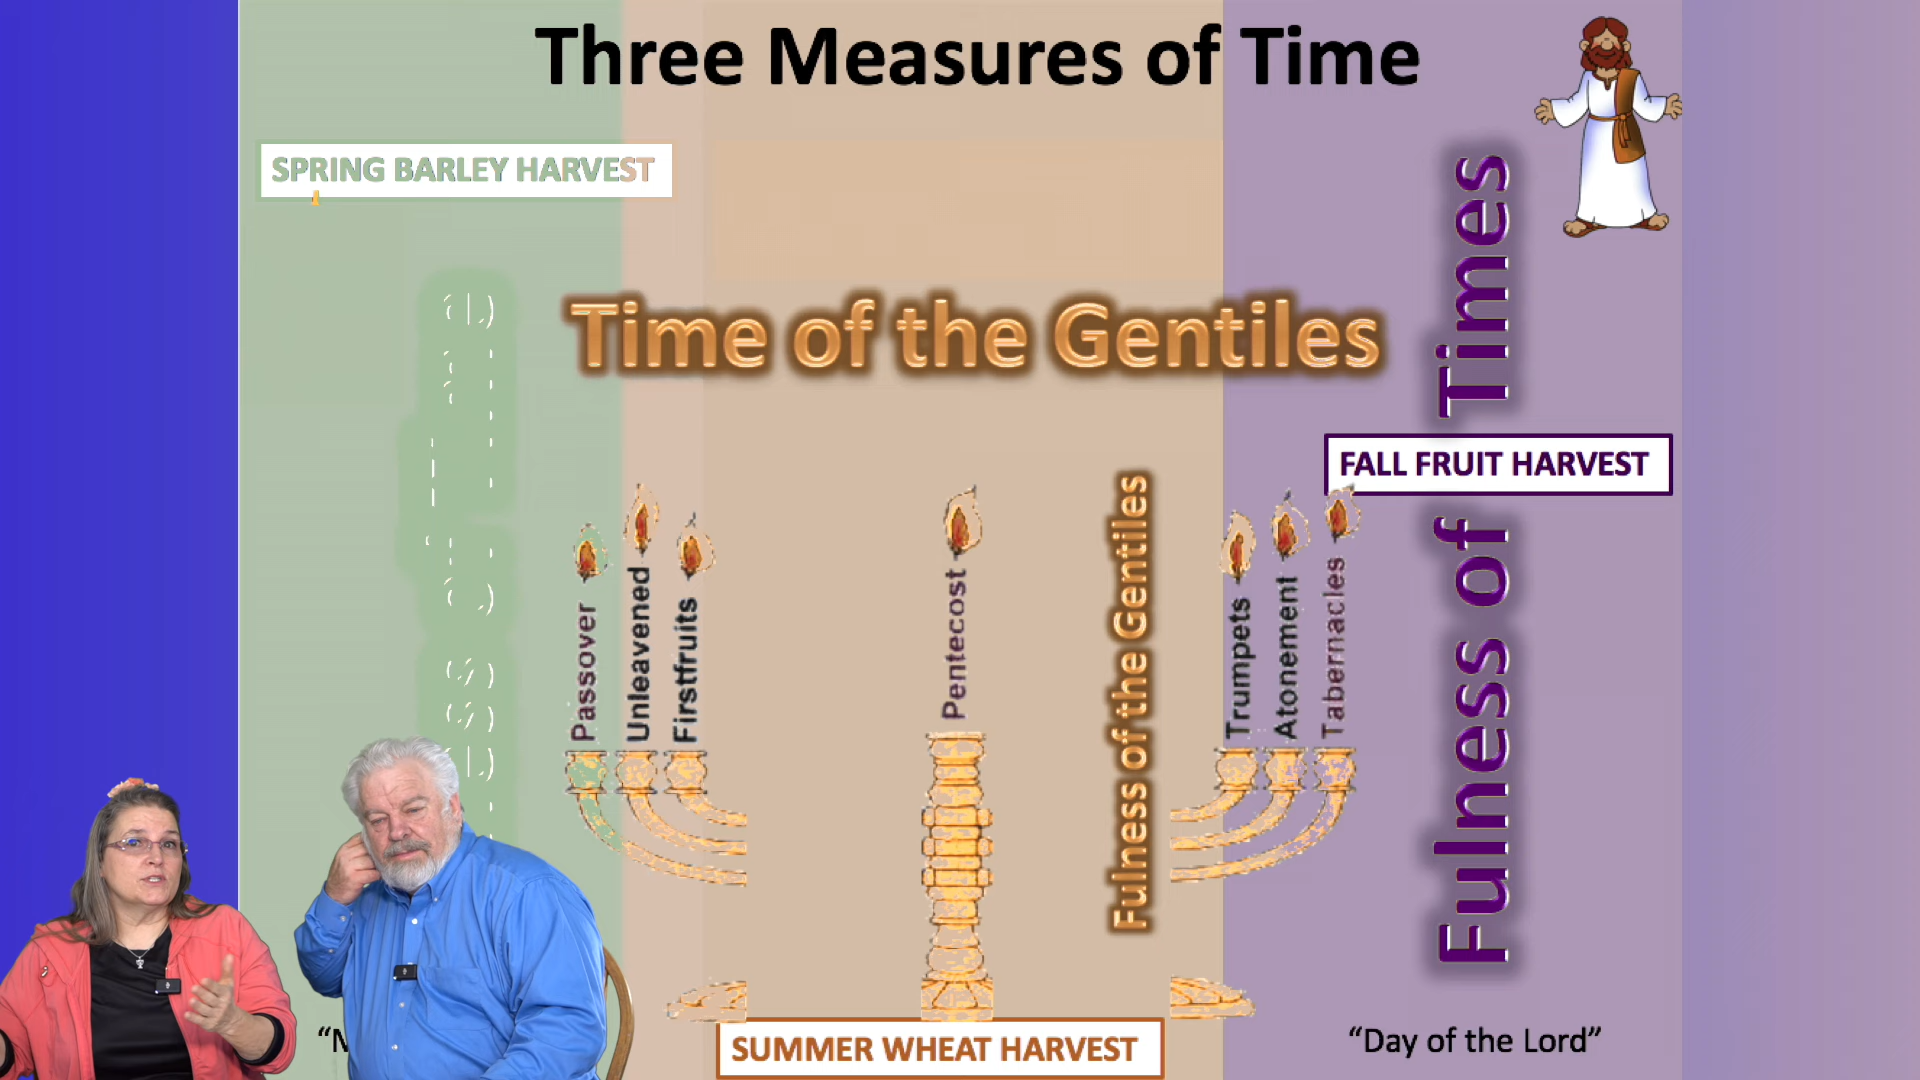 Three Measures of Time
SPRING BARLEY HARVEST
Time of the Gentiles
Fulness of Times
FALL FRUIT HARVEST
Passover
Unleavened
Firstfruits
Pentecost
Fulness of the Gentiles
Trumpets
Atonement
Tabernacles
SUMMER WHEAT HARVEST
“Day of the Lord”